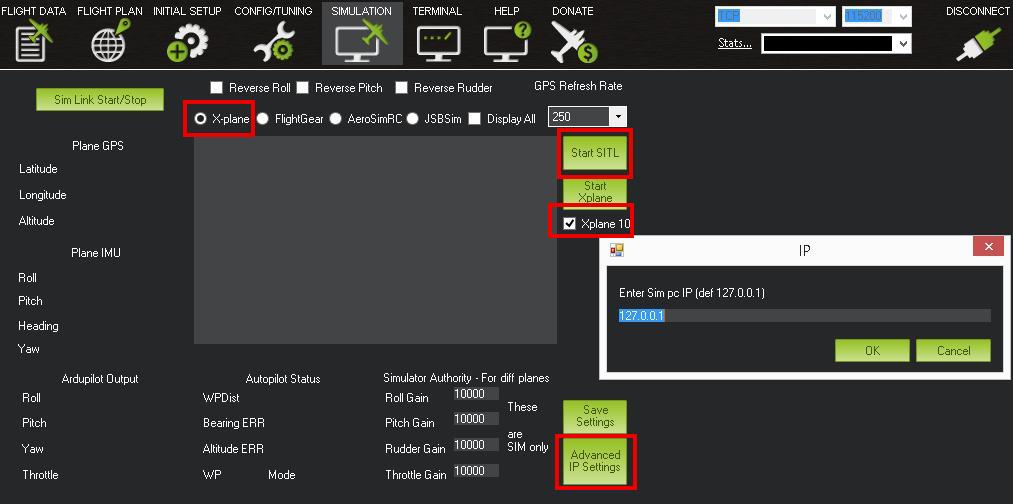 FLIGHT DATA FLIGHT PLAN INITIAL SETUP CONFIG/TUNING SIMULATION TERMINAL HELP DONATE DISCONNECT
TCP 115200
Stats...
Sim Link Start/Stop
Reverse Roll Reverse Pitch Reverse Rudder GPS Refresh Rate
X-plane FlightGear AeroSimRC JSBSim Display All 250
Plane GPS
Latitude
Longitude
Altitude
Plane IMU
Roll
Pitch
Heading
Yaw
Start SITL
Start
Xplane
Xplane 10
IP
Enter Sim pc IP (def 127.0.0.1)
127.0.0.1
OK Cancel
Ardupilot Output
Roll
Pitch
Yaw
Throttle
Autopilot Status
WPDist
Bearing ERR
Altitude ERR
WP Mode
Simulator Authority - For diff planes
Roll Gain 10000
Pitch Gain 10000
Rudder Gain 10000
Throttle Gain 10000
These
are
SIM only
Save
Settings
Advanced
IP Settings